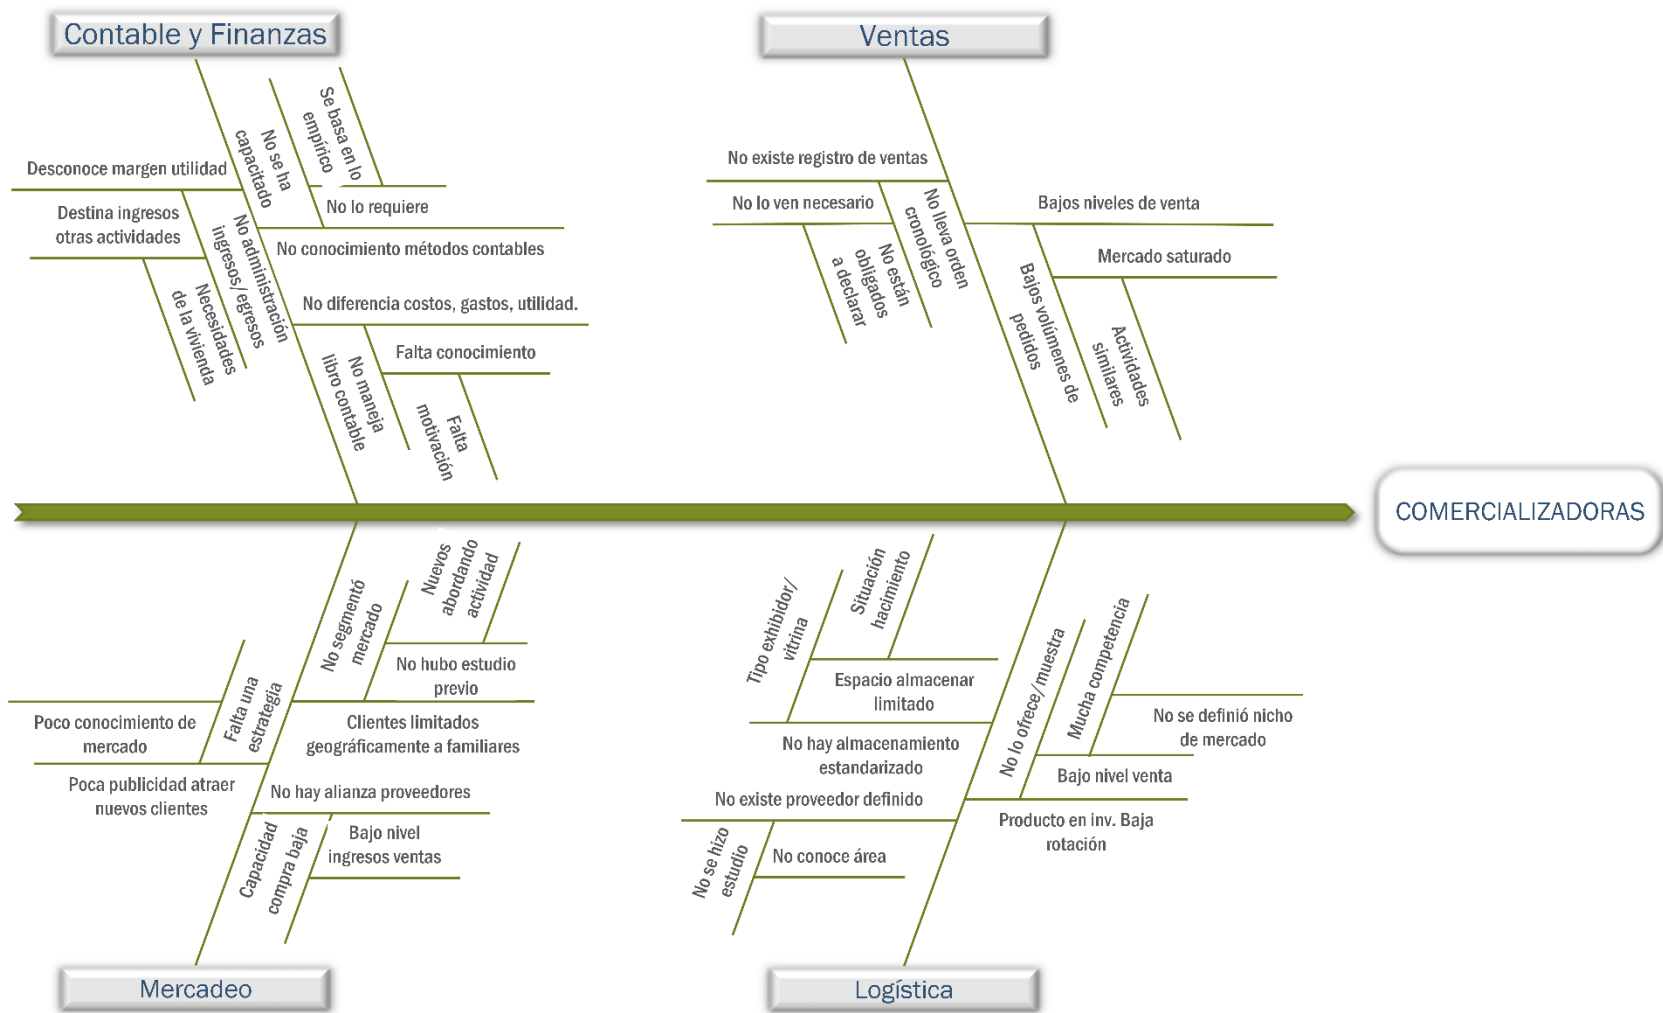 Contable y Finanzas
Ventas
Se basa en lo
empírico
No se ha
capacitado
Desconoce margen utilidad
No lo requiere
Destina ingresos
otras actividades
No administración
ingresos/egresos
No conocimiento métodos contables
Necesidades
de la vivienda
No diferencia costos, gastos, utilidad.
No maneja
libro contable
Falta conocimiento
Falta
motivación
No existe registro de ventas
No lo ven necesario
No lleva orden
cronológico
No están
obligados
a declarar
Bajos niveles de venta
Mercado saturado
Bajos volúmenes de
pedidos
Actividades
similares
COMERCIALIZADORAS
Nuevos
abordando
actividad
No segmentó
mercado
No hubo estudio
previo
Falta una
estrategia
Poco conocimiento de
mercado
Clientes limitados
geográficamente a familiares
Poca publicidad atraer
nuevos clientes
No hay alianza proveedores
Capacidad
compra baja
Bajo nivel
ingresos ventas
Mercadeo
Situación
hacimiento
Tipo exhibidor/
vitrina
Espacio almacenar
limitado
No hay almacenamiento
estandarizado
No existe proveedor definido
No se hizo
estudio
No conoce área
No lo ofrece/muestra
Mucha competencia
No se definió nicho
de mercado
Bajo nivel venta
Producto en inv. Baja
rotación
Logística